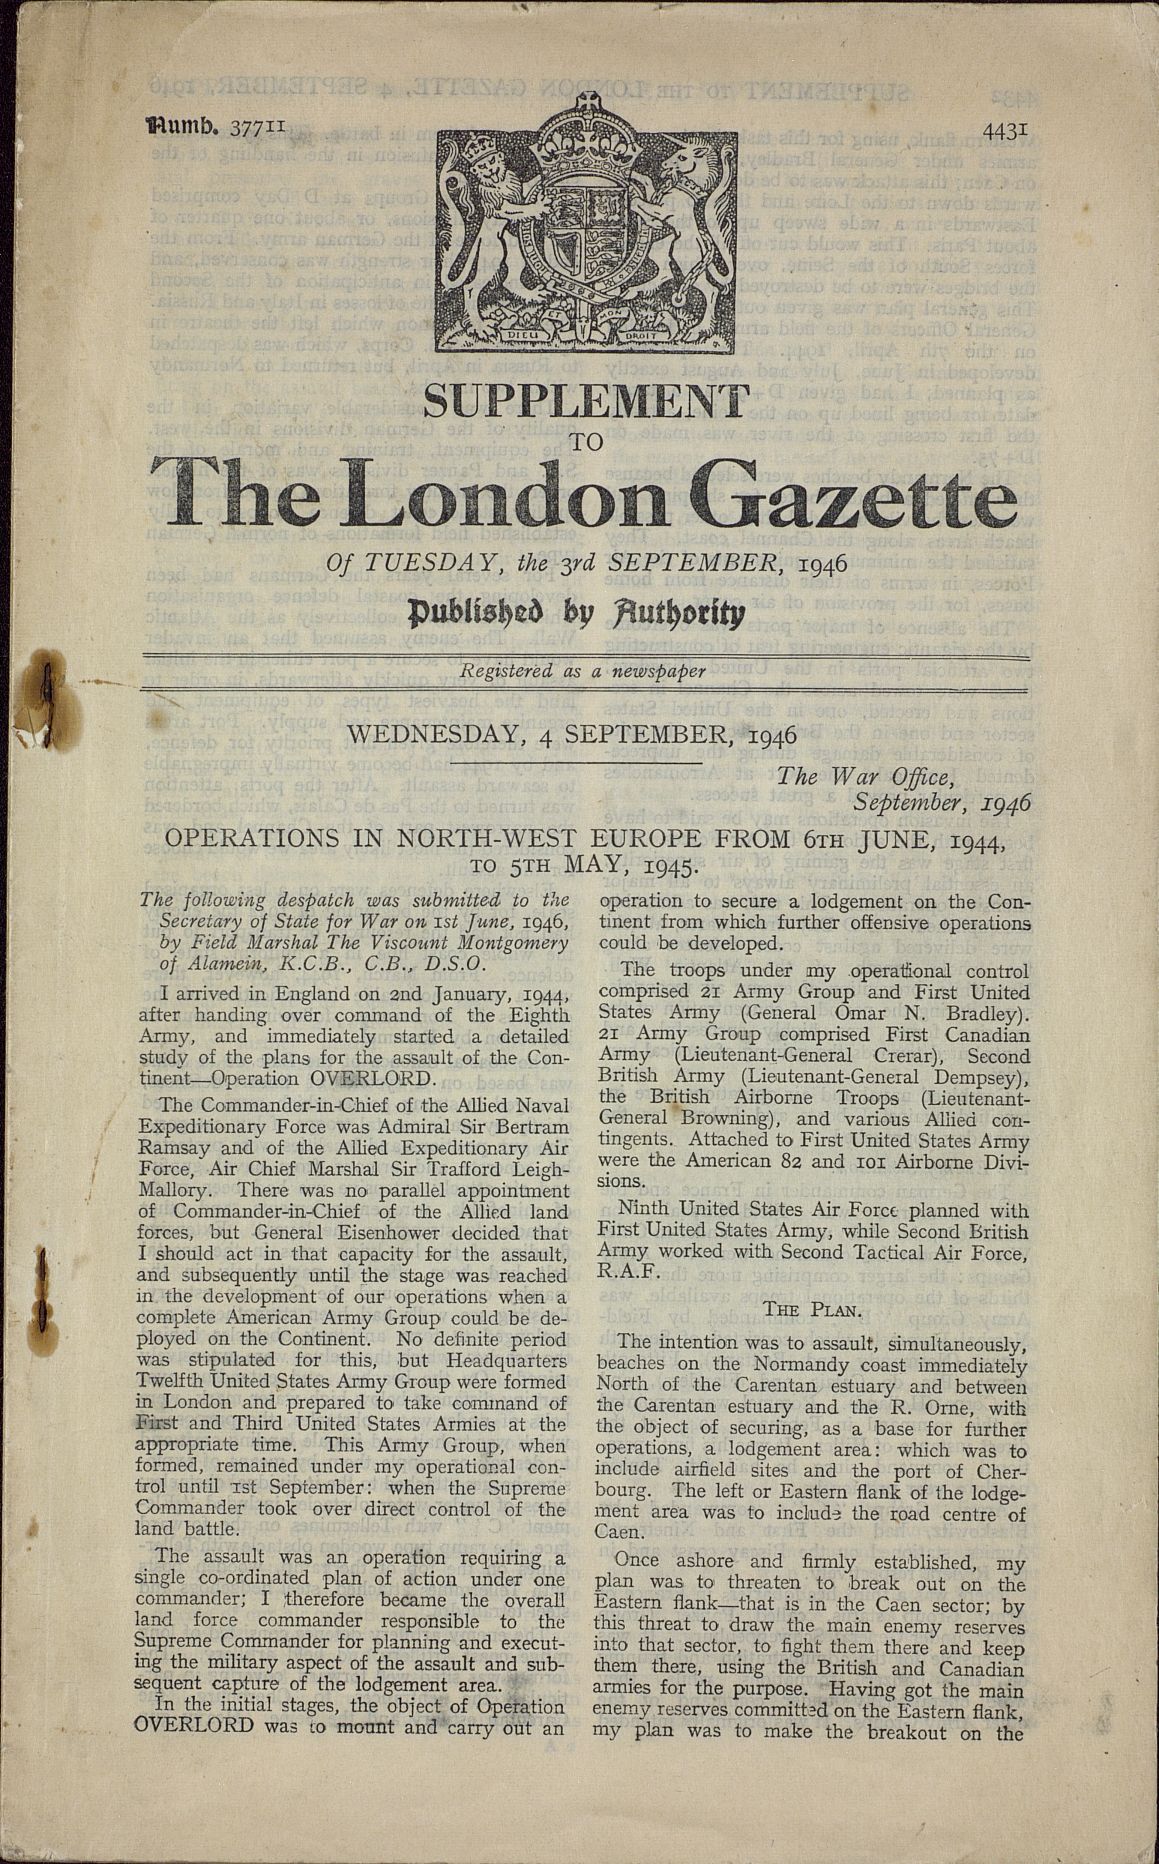 Numb. 37711
4431
DIEU ET MON DROIT
SUPPLEMENT
TO
The London Gazette
Of TUESDAY, the 3rd SEPTEMBER, 1946
Published by Authority
Registered as a newspaper
WEDNESDAY, 4 SEPTEMBER, 1946
The War Office,
September, 1946
OPERATIONS IN NORTH-WEST EUROPE FROM 6TH JUNE, 1944,
TO 5TH MAY, 1945.
The following despatch was submitted to the
Secretary of State for War on 1st June, 1946,
by Field Marshal The Viscount Montgomery
of Alamein, K.C.B., C.B., D.S.O.
I arrived in England on 2nd January, 1944,
after handing over command of the Eighth
Army, and immediately started a detailed
study of the plans for the assault of the Con-
tinent—Operation OVERLORD.
The Commander-in-Chief of the Allied Naval
Expeditionary Force was Admiral Sir Bertram
Ramsay and of the Allied Expeditionary Air
Force, Air Chief Marshal Sir Trafford Leigh-
Mallory. There was no parallel appointment
of Commander-in-Chief of the Allied land
forces, but General Eisenhower decided that
I should act in that capacity for the assault,
and subsequently until the stage was reached
in the development of our operations when a
complete American Army Group could be de-
ployed on the Continent. No definite period
was stipulated for this, but Headquarters
Twelfth United States Army Group were formed
in London and prepared to take command of
First and Third United States Armies at the
appropriate time. This Army Group, when
formed, remained under my operational con-
trol until 1st September: when the Supreme
Commander took over direct control of the
land battle.
The assault was an operation requiring a
single co-ordinated plan of action under one
commander; I therefore became the overall
land force commander responsible to the
Supreme Commander for planning and execut-
ing the military aspect of the assault and sub-
sequent capture of the lodgement area.
In the initial stages, the object of Operation
OVERLORD was to mount and carry out an
operation to secure a lodgement on the Con-
tinent from which further offensive operations
could be developed.
The troops under my operational control
comprised 21 Army Group and First United
States Army (General Omar N. Bradley).
21 Army Group comprised First Canadian
Army (Lieutenant-General Crerar), Second
British Army (Lieutenant-General Dempsey),
the British Airborne Troops (Lieutenant-
General Browning), and various Allied con-
tingents. Attached to First United States Army
were the American 82 and 101 Airborne Divi-
sions.
Ninth United States Air Force planned with
First United States Army, while Second British
Army worked with Second Tactical Air Force,
R.A.F.
THE PLAN.
The intention was to assault, simultaneously,
beaches on the Normandy coast immediately
North of the Carentan estuary and between
the Carentan estuary and the R. Orne, with
the object of securing, as a base for further
operations, a lodgement area: which was to
include airfield sites and the port of Cher-
bourg. The left or Eastern flank of the lodge-
ment area was to include the road centre of
Caen.
Once ashore and firmly established, my
plan was to threaten to break out on the
Eastern flank—that is in the Caen sector; by
this threat to draw the main enemy reserves
into that sector, to fight them there and keep
them there, using the British and Canadian
armies for the purpose. Having got the main
enemy reserves committed on the Eastern flank,
my plan was to make the breakout on the